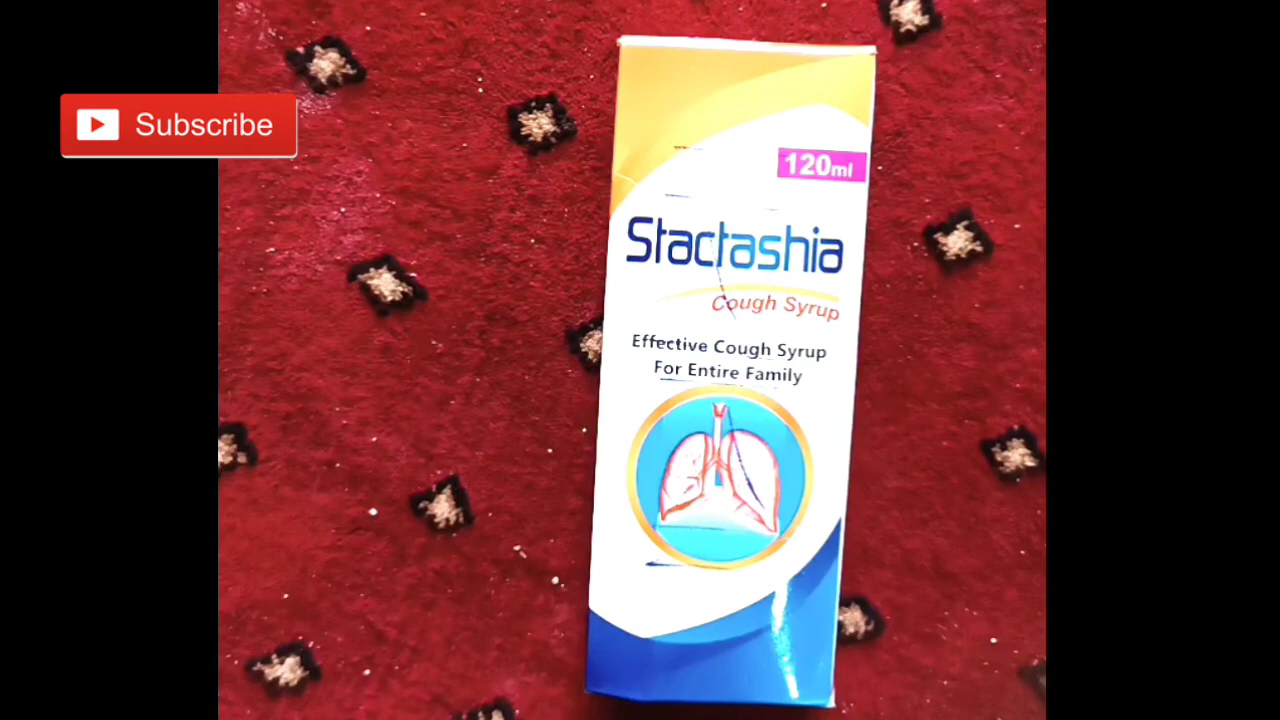 Subscribe
120ml
Stactashia
Cough Syrup
Effective Cough Syrup
For Entire Family